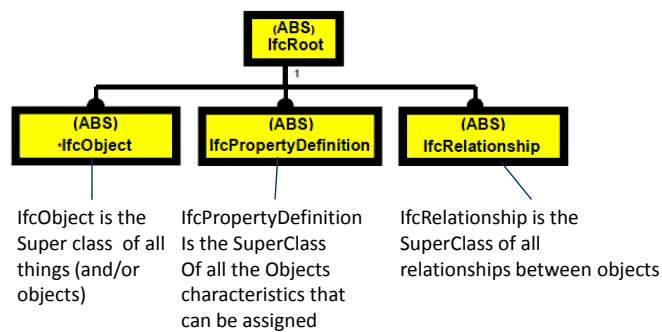 (ABS)
IfcRoot
1
(ABS)
*IfcObject
(ABS)
IfcPropertyDefinition
(ABS)
IfcRelationship
IfcObject is the
Super class of all
things (and/or
objects)
IfcPropertyDefinition
Is the SuperClass
Of all the Objects
characteristics that
can be assigned
IfcRelationship is the
SuperClass of all
relationships between objects